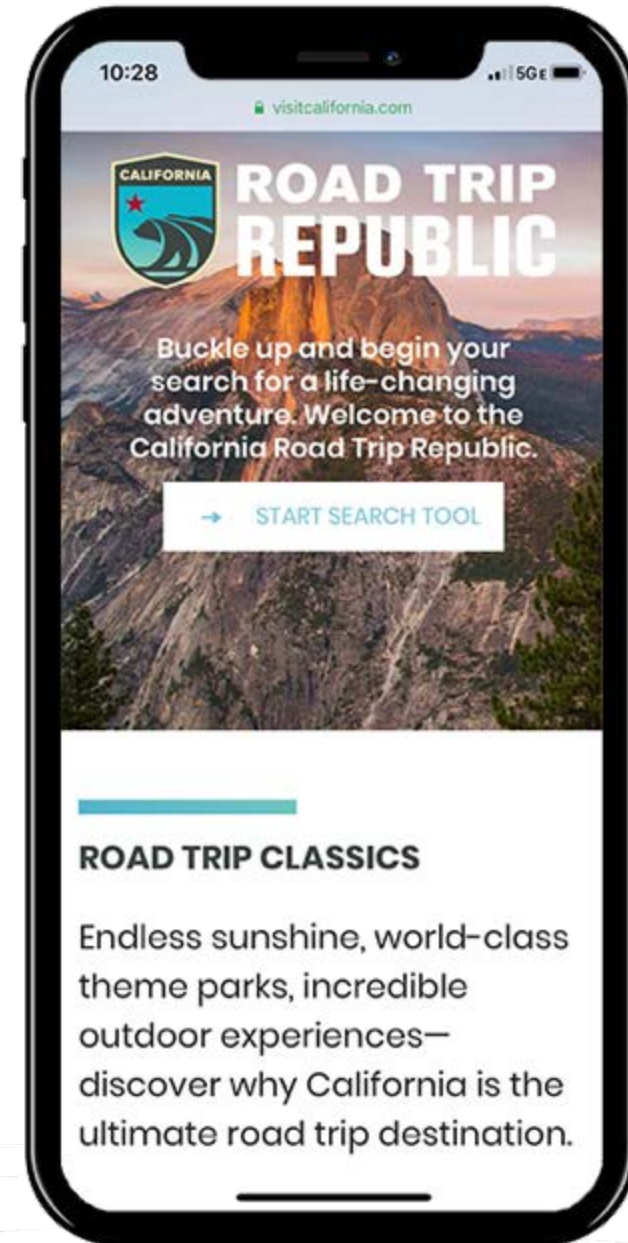 10:28
5GE
visitcalifornia.com
CALIFORNIA
ROAD TRIP
REPUBLIC
Buckle up and begin your
search for a life-changing
adventure. Welcome to the
California Road Trip Republic.
→ START SEARCH TOOL
ROAD TRIP CLASSICS
Endless sunshine, world-class
theme parks, incredible
outdoor experiences—
discover why California is the
ultimate road trip destination.